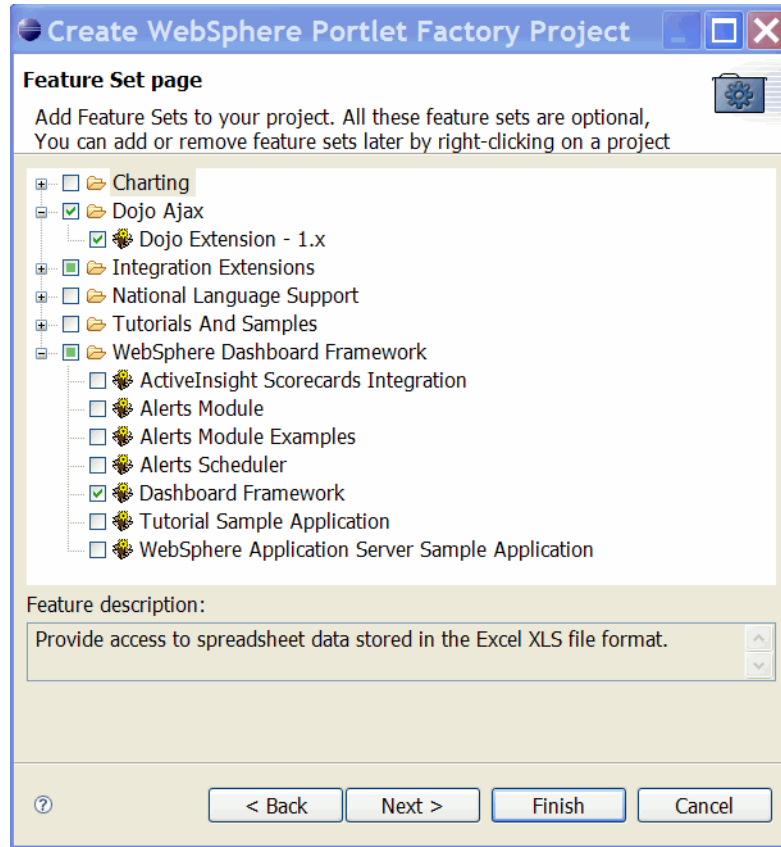 Create WebSphere Portlet Factory Project
Feature Set page
Add Feature Sets to your project. All these feature sets are optional,
You can add or remove feature sets later by right-clicking on a project
Charting
Dojo Ajax
Dojo Extension - 1.x
Integration Extensions
National Language Support
Tutorials And Samples
WebSphere Dashboard Framework
ActiveInsight Scorecards Integration
Alerts Module
Alerts Module Examples
Alerts Scheduler
Dashboard Framework
Tutorial Sample Application
WebSphere Application Server Sample Application
Feature description:
Provide access to spreadsheet data stored in the Excel XLS file format.
? < Back Next > Finish Cancel